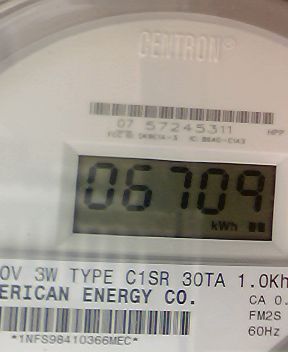 CENTRON®
07 57245311
06709
kWh
0V 3W TYPE C1SR 30TA 1.0Kh
ERICAN ENERGY CO.
CA 0.
FM2S
60Hz
*1NFS98410366MEC*